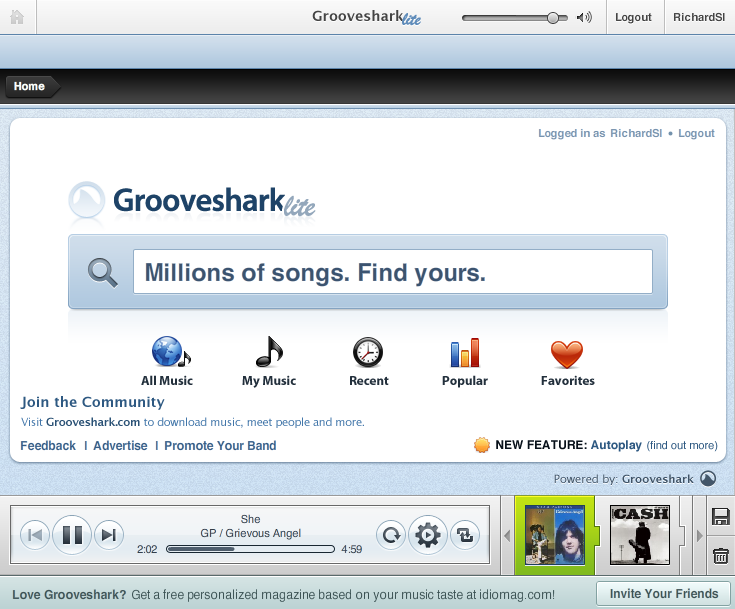 Grooveshark lite
Logout
RichardSI
Home
Logged in as RichardSI • Logout
Grooveshark lite
Millions of songs. Find yours.
All Music
My Music
Recent
Popular
Favorites
Join the Community
Visit Grooveshark.com to download music, meet people and more.
Feedback | Advertise | Promote Your Band
NEW FEATURE: Autoplay (find out more)
Powered by: Grooveshark
She
GP / Grievous Angel
2:02
4:59
CASH
Love Grooveshark? Get a free personalized magazine based on your music taste at idiomag.com!
Invite Your Friends